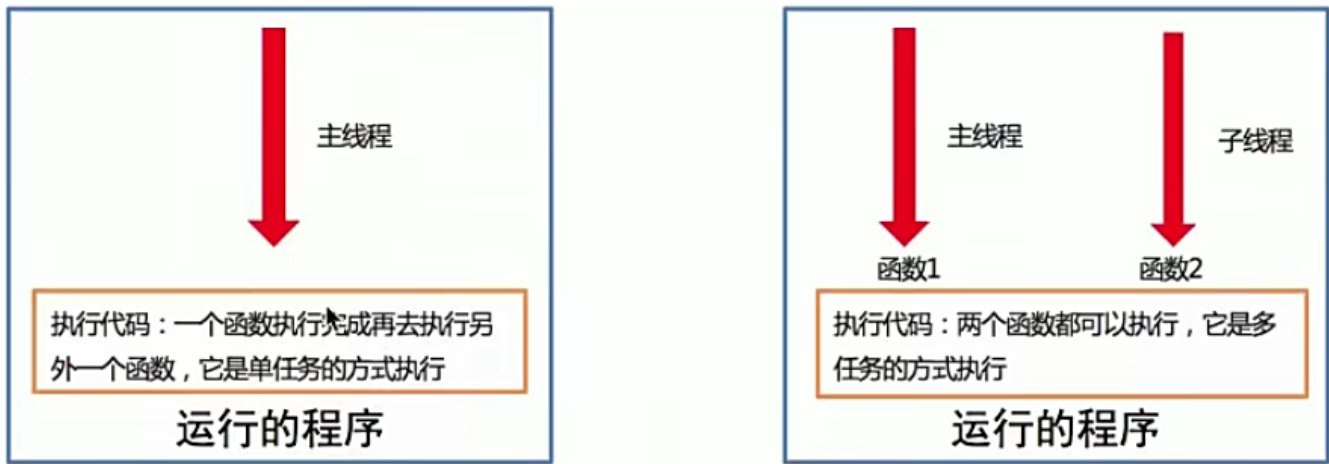 主线程
执行代码：一个函数执行完成再去执行另
外一个函数，它是单任务的方式执行
运行的程序
主线程
子线程
函数1
函数2
执行代码：两个函数都可以执行，它是多
任务的方式执行
运行的程序